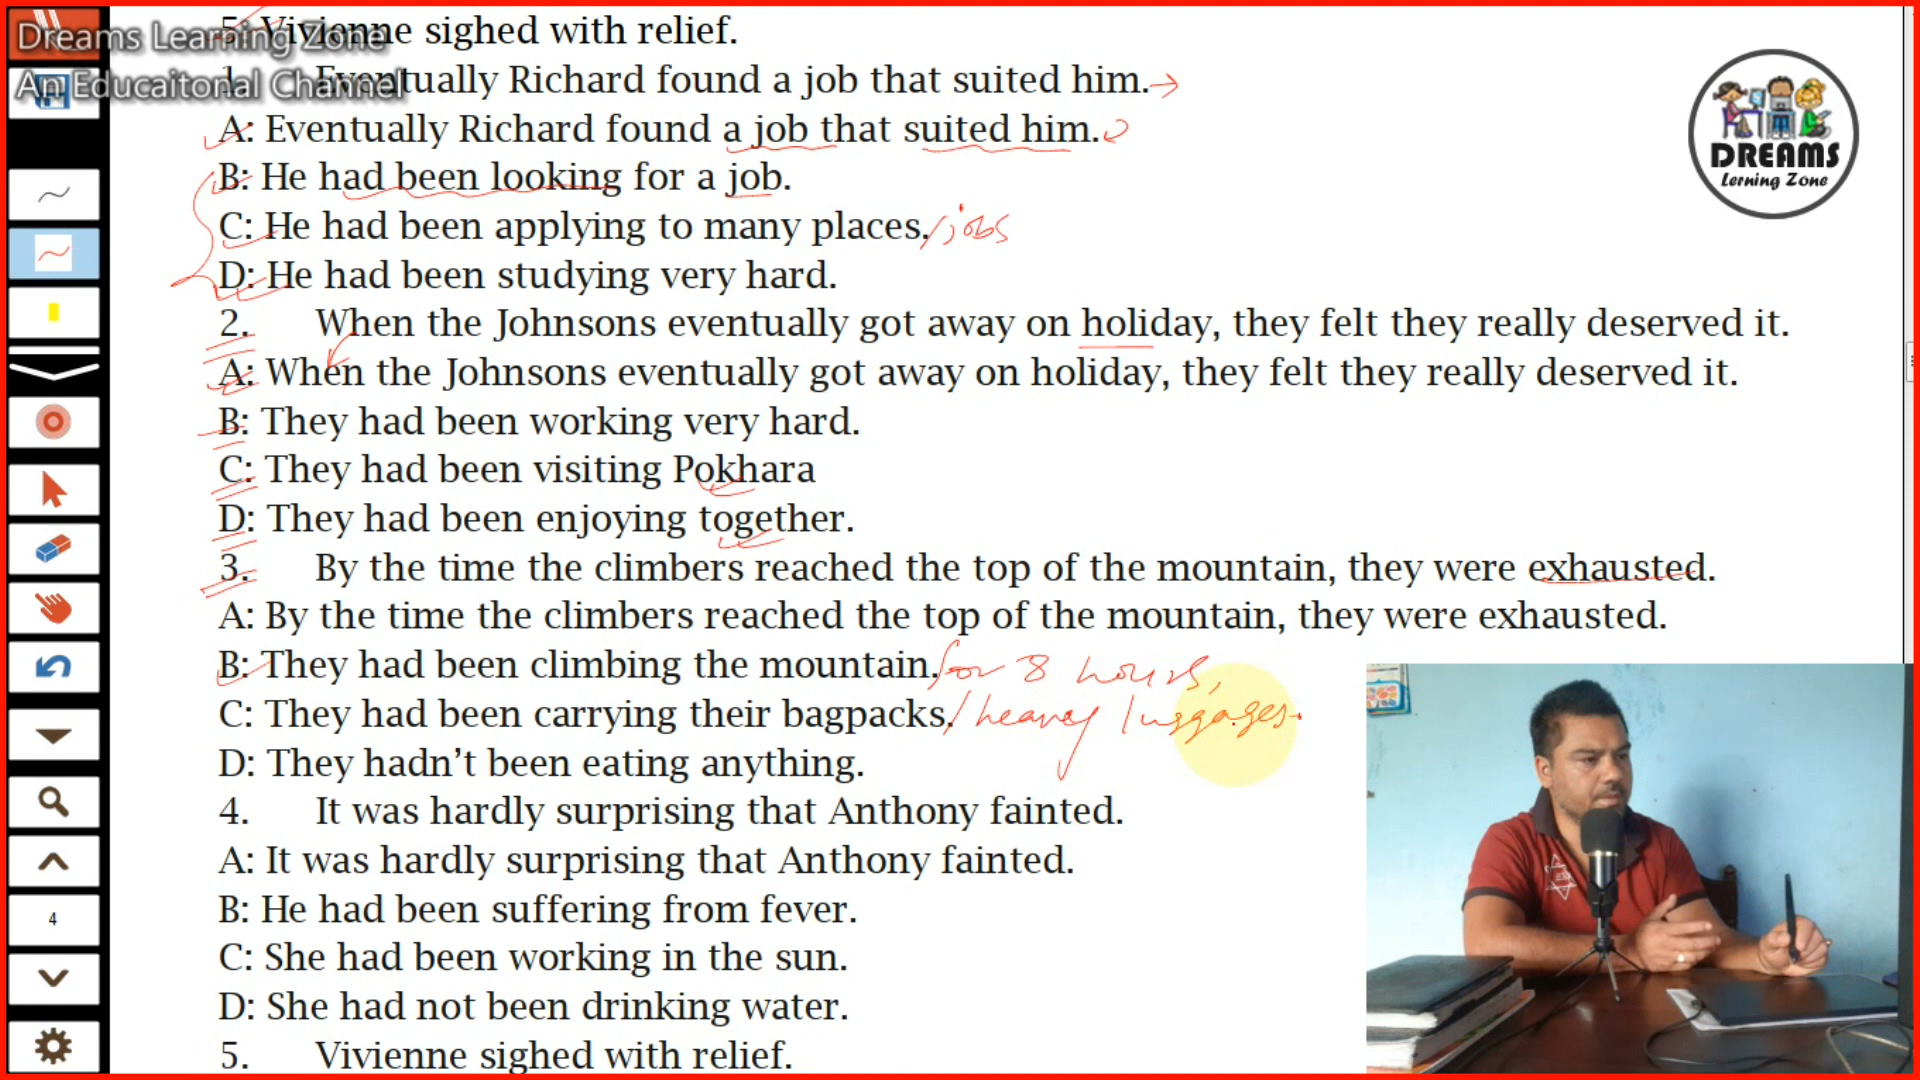 5. Vivienne sighed with relief.
Dreams Learning Zone
An Educaitonal Channel
1. Eventually Richard found a job that suited him.
A: Eventually Richard found a job that suited him.
B: He had been looking for a job.
C: He had been applying to many places. /jobs
D: He had been studying very hard.
2. When the Johnsons eventually got away on holiday, they felt they really deserved it.
A: When the Johnsons eventually got away on holiday, they felt they really deserved it.
B: They had been working very hard.
C: They had been visiting Pokhara
D: They had been enjoying together.
3. By the time the climbers reached the top of the mountain, they were exhausted.
A: By the time the climbers reached the top of the mountain, they were exhausted.
B: They had been climbing the mountain. for 8 hours,
C: They had been carrying their bagpacks. /heavy luggages.
D: They hadn't been eating anything.
4. It was hardly surprising that Anthony fainted.
A: It was hardly surprising that Anthony fainted.
B: He had been suffering from fever.
C: She had been working in the sun.
D: She had not been drinking water.
5. Vivienne sighed with relief.
DREAMS
Lerning Zone
4